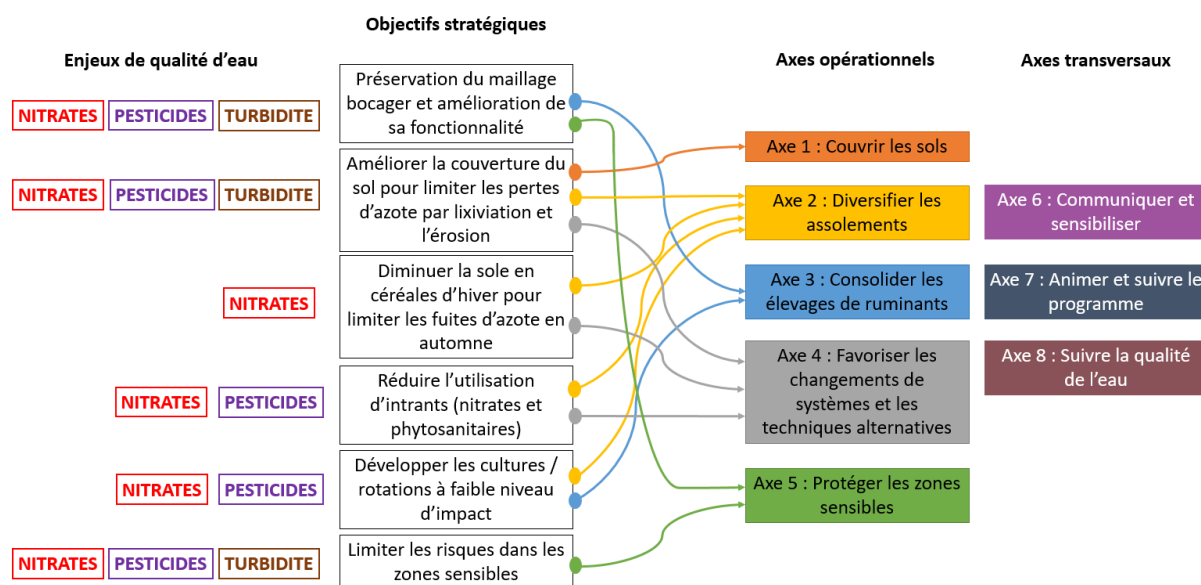 Objectifs stratégiques
Enjeux de qualité d’eau
Axes opérationnels
Axes transversaux
NITRATES PESTICIDES TURBIDITE
Préservation du maillage
bocager et amélioration de
sa fonctionnalité
NITRATES PESTICIDES TURBIDITE
Améliorer la couverture du
sol pour limiter les pertes
d’azote par lixiviation et
l’érosion
NITRATES
Diminuer la sole en
céréales d’hiver pour
limiter les fuites d’azote en
automne
NITRATES PESTICIDES
Réduire l’utilisation
d’intrants (nitrates et
phytosanitaires)
NITRATES PESTICIDES
Développer les cultures /
rotations à faible niveau
d’impact
NITRATES PESTICIDES TURBIDITE
Limiter les risques dans les
zones sensibles
Axe 1 : Couvrir les sols
Axe 2 : Diversifier les
assolements
Axe 3 : Consolider les
élevages de ruminants
Axe 4 : Favoriser les
changements de
systèmes et les
techniques alternatives
Axe 5 : Protéger les zones
sensibles
Axe 6 : Communiquer et
sensibiliser
Axe 7 : Animer et suivre le
programme
Axe 8 : Suivre la qualité
de l’eau